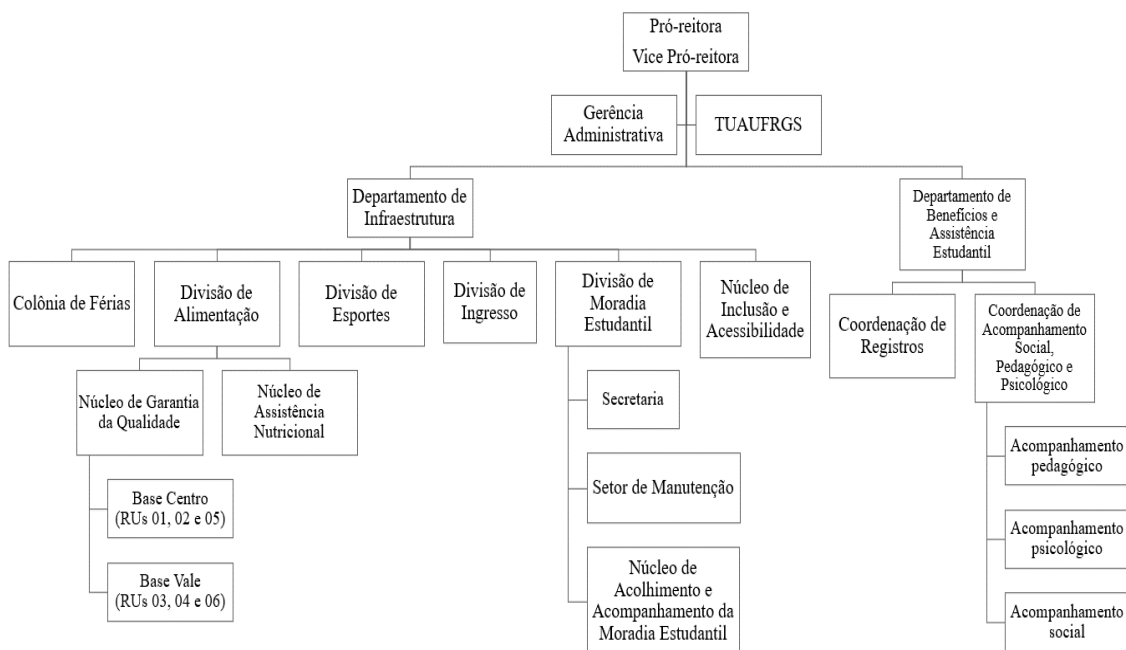 Pró-reitora
Vice Pró-reitora
Gerência
Administrativa
TUAUFRGS
Departamento de
Infraestrutura
Departamento de
Benefícios e
Assistência
Estudantil
Colônia de Férias
Divisão de
Alimentação
Divisão de
Esportes
Divisão de
Ingresso
Divisão de
Moradia
Estudantil
Núcleo de
Inclusão e
Acessibilidade
Coordenação de
Registros
Coordenação de
Acompanhamento
Social,
Pedagógico e
Psicológico
Núcleo de Garantia
da Qualidade
Núcleo de
Assistência
Nutricional
Secretaria
Setor de Manutenção
Núcleo de
Acolhimento e
Acompanhamento da
Moradia Estudantil
Base Centro
(RUs 01, 02 e 05)
Base Vale
(RUs 03, 04 e 06)
Acompanhamento
pedagógico
Acompanhamento
psicológico
Acompanhamento
social